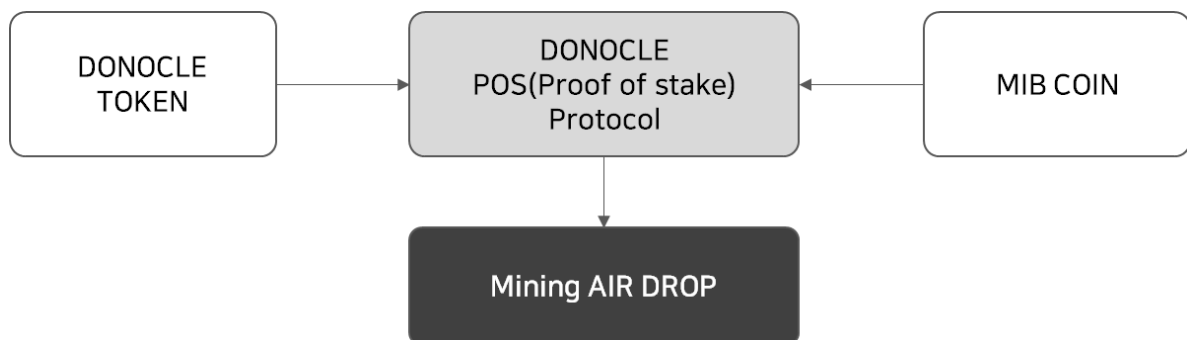 DONOCLE
TOKEN
DONOCLE
POS(Proof of stake)
Protocol
MIB COIN
Mining AIR DROP